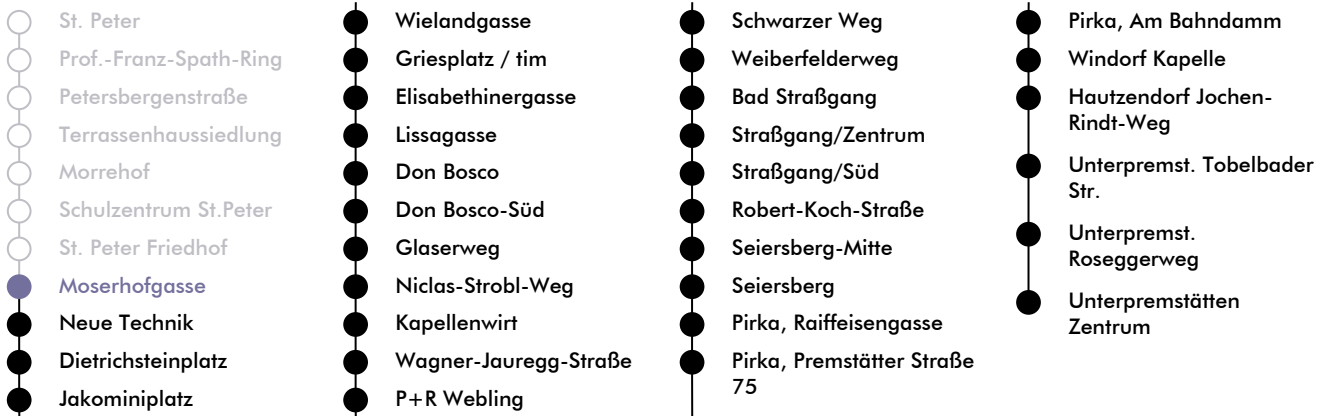 St. Peter
Prof.-Franz-Spath-Ring
Petersbergenstraße
Terrassenhaussiedlung
Morrehof
Schulzentrum St.Peter
St. Peter Friedhof
Moserhofgasse
Neue Technik
Dietrichsteinplatz
Jakominiplatz
Wielandgasse
Griesplatz / tim
Elisabethinergasse
Lissagasse
Don Bosco
Don Bosco-Süd
Glaserweg
Niclas-Strobl-Weg
Kapellenwirt
Wagner-Jauregg-Straße
P+R Webling
Schwarzer Weg
Weiberfelderweg
Bad Straßgang
Straßgang/Zentrum
Straßgang/Süd
Robert-Koch-Straße
Seiersberg-Mitte
Seiersberg
Pirka, Raiffeisengasse
Pirka, Premstätter Straße
75
Pirka, Am Bahndamm
Windorf Kapelle
Hautzendorf Jochen-
Rindt-Weg
Unterpremst. Tobelbader
Str.
Unterpremst.
Roseggerweg
Unterpremstätten
Zentrum